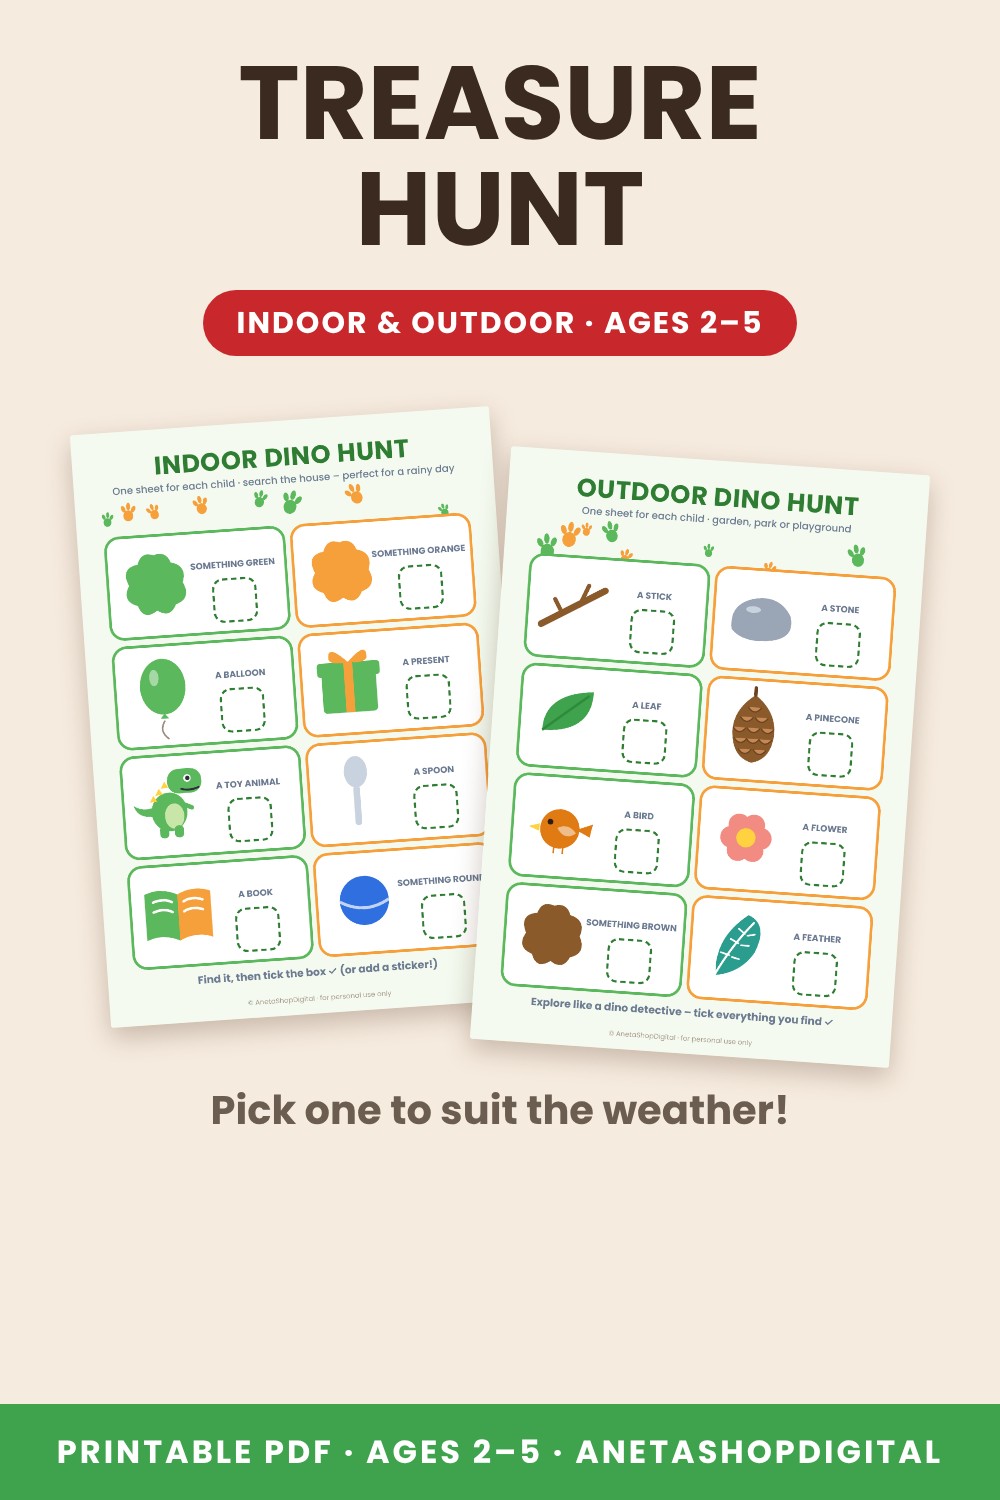 TREASURE
HUNT
INDOOR & OUTDOOR · AGES 2–5
INDOOR DINO HUNT
One sheet for each child · search the house – perfect for a rainy day
SOMETHING GREEN
SOMETHING ORANGE
A BALLOON
A PRESENT
A TOY ANIMAL
A SPOON
A BOOK
SOMETHING ROUN
Find it, then tick the box ✓ (or add a sticker!)
© AnetaShopDigital · for personal use only
OUTDOOR DINO HUNT
One sheet for each child · garden, park or playground
A STICK
A STONE
A LEAF
A PINECONE
A BIRD
A FLOWER
SOMETHING BROWN
A FEATHER
Explore like a dino detective – tick everything you find ✓
© AnetaShopDigital · for personal use only
Pick one to suit the weather!
PRINTABLE PDF · AGES 2–5 · ANETASHOPDIGITAL